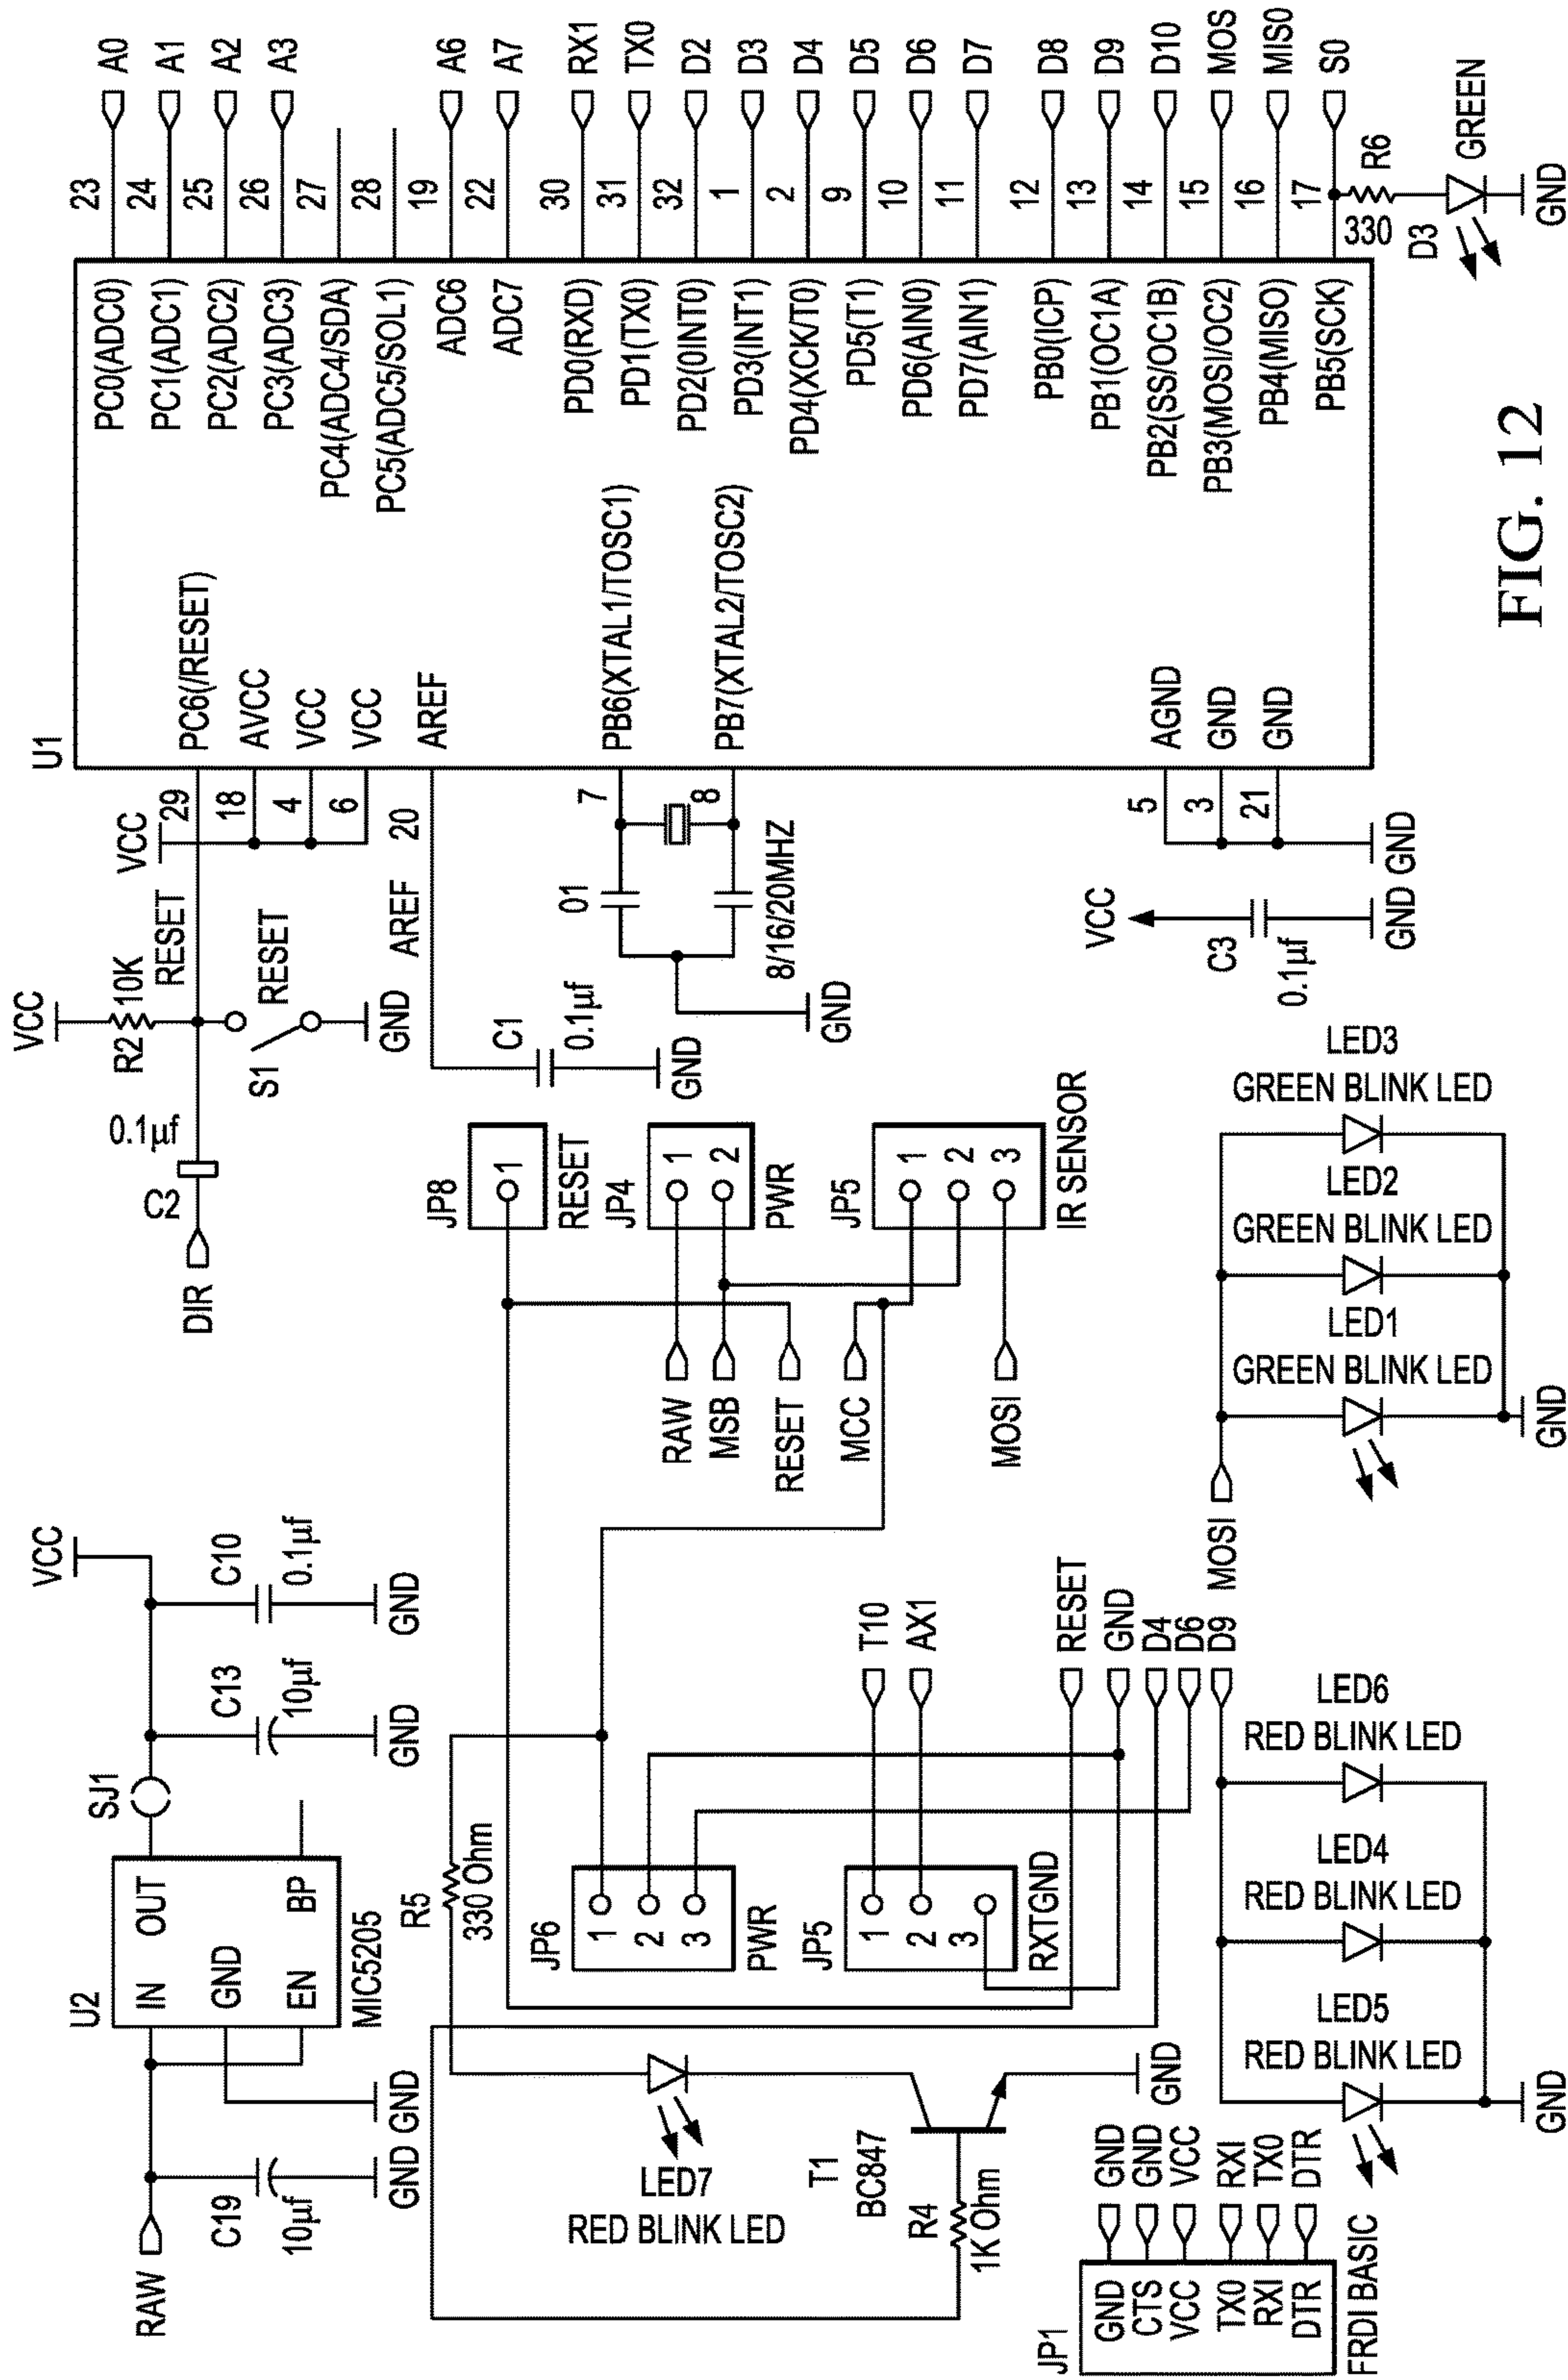 RAW
C19
10µf
GND
U2
IN
OUT
GND
EN
BP
MIC5205
GND
SJ1
C13
10µf
GND
C10
0.1µf
GND
VCC
DIR
C2
0.1µf
VCC
R2
10K
RESET
S1
RESET
GND
VCC
29
18
4
6
AREF
20
C1
0.1µf
GND
01
7
8
8/16/20MHZ
GND
VCC
C3
0.1µf
GND
5
3
21
GND
U1
PC6(/RESET)
AVCC
VCC
VCC
AREF
PB6(XTAL1/TOSC1)
PB7(XTAL2/TOSC2)
AGND
GND
GND
PC0(ADC0)
23
A0
PC1(ADC1)
24
A1
PC2(ADC2)
25
A2
PC3(ADC3)
26
A3
PC4(ADC4/SDA)
27
PC5(ADC5/SOL1)
28
ADC6
19
A6
ADC7
22
A7
PD0(RXD)
30
RX1
PD1(TX0)
31
TX0
PD2(0INT0)
32
D2
PD3(INT1)
1
D3
PD4(XCK/T0)
2
D4
PD5(T1)
9
D5
PD6(AIN0)
10
D6
PD7(AIN1)
11
D7
PB0(ICP)
12
D8
PB1(OC1A)
13
D9
PB2(SS/OC1B)
14
D10
PB3(MOSI/OC2)
15
MOS
PB4(MISO)
16
MIS0
PB5(SCK)
17
S0
330
R6
D3
GREEN
GND
R5
330 Ohm
LED7
RED BLINK LED
T1
BC847
R4
1K Ohm
GND
JP6
1
2
3
PWR
JP5
1
2
3
RXTGND
T10
AX1
RESET
GND
D4
D6
D9
JP8
1
RESET
JP4
1
2
PWR
JP5
1
2
3
IR SENSOR
RAW
MSB
RESET
MCC
MOSI
JP1
GND
CTS
VCC
TX0
RXI
DTR
FRDI BASIC
GND
GND
VCC
RXI
TX0
DTR
LED5
RED BLINK LED
LED4
RED BLINK LED
LED6
RED BLINK LED
GND
MOSI
LED1
GREEN BLINK LED
LED2
GREEN BLINK LED
LED3
GREEN BLINK LED
GND
GND
FIG. 12